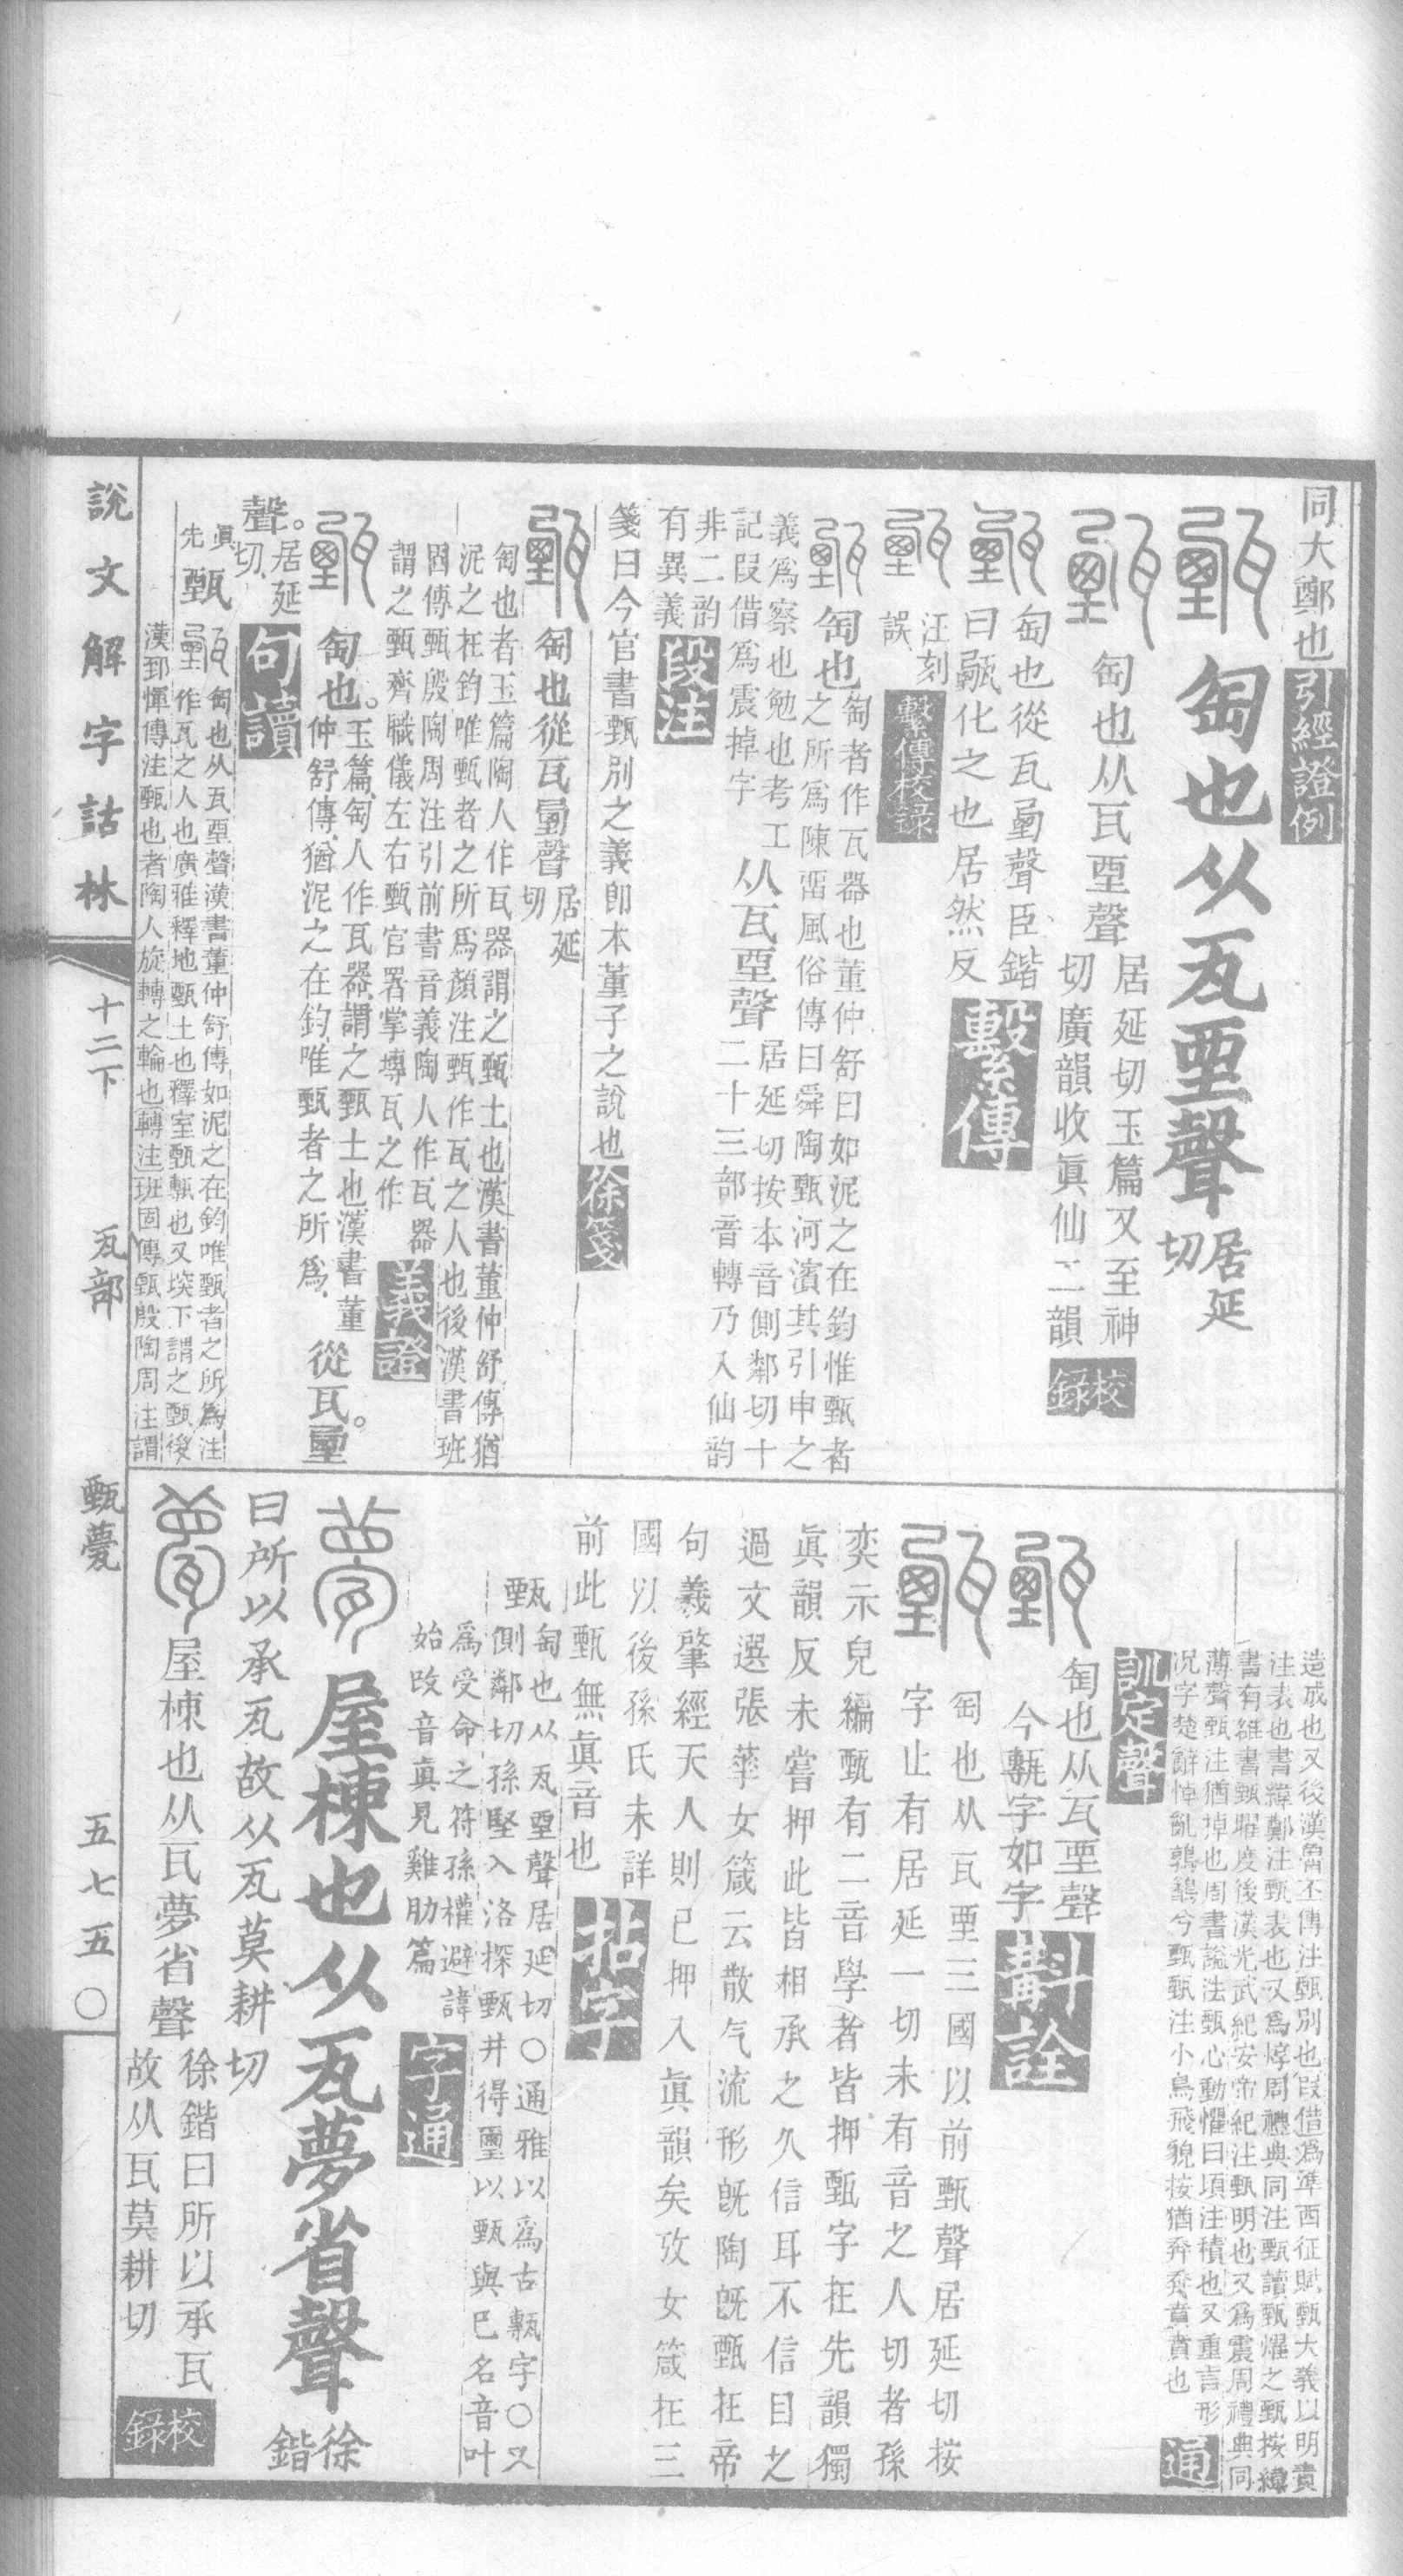 同大鄭也 引經證例
甄 匋也从瓦垔聲 居延切
甄 匋也从瓦垔聲 居延切玉篇又至神
切廣韻收眞仙二韻 校録
甄 匋也從瓦垔聲臣鍇
曰甄化之也居然反 繫傳
甄 汪刻
誤 繫傳校録
甄 匋也 匋者作瓦器也董仲舒曰如泥之在鈞惟甄者
之所爲陳畱風俗傳曰舜陶甄河濱其引申之
義爲察也勉也考工
記叚借爲震掉字 从瓦垔聲 居延切按本音側鄰切十
二十三部音轉乃入仙韵
非二韵
有異義 段注
箋曰今官書甄別之義卽本董子之說也 徐箋
甄 匋也從瓦垔聲 居延
切
匋也者玉篇陶人作瓦器謂之甄土也漢書董仲舒傳猶
泥之在鈞唯甄者之所爲顏注甄作瓦之人也後漢書班
固傳甄殷陶周注引前書音義陶人作瓦器
謂之甄齊職儀左右甄官署掌塼瓦之作 義證
甄 匋也。玉篇、匋人作瓦器、謂之甄土也、漢書董
仲舒傳、猶泥之在鈞、唯甄者之所爲、從瓦。垔
聲。居延
切、 句讀
眞
先 甄 匋也从瓦垔聲漢書董仲舒傳如泥之在鈞唯甄者之所爲注
作瓦之人也廣雅釋地甄土也釋室甄甎也又堗下謂之甄後
漢郅惲傳注甄也者陶人旋轉之輪也轉注班固傳甄殷陶周注謂
說文解字詁林 十二下 瓦部 甄甍 五七五〇
造成也又後漢魯丕傳注甄別也叚借爲準西征賦甄大義以明責
注表也書緯鄭注甄表也又爲㷟周禮典同注甄讀甄燿之甄按緯
書有雒書甄曜度後漢光武紀安帝紀注甄明也又爲震周禮典同
薄聲甄注猶掉也周書謚法甄心動懼曰頃注積也又重言形
况字楚辭悼亂鶉鷃兮甄甄注小鳥飛貌按猶奔奔賁賁也 通
訓定聲
甄 匋也从瓦垔聲
今甎字如字 斠詮
甄 匋也从瓦垔三國以前甄聲居延切按
字止有居延一切未有音之人切者孫
奕示兒編甄有二音學者皆押甄字在先韻獨
眞韻反未嘗押此皆相承之久信耳不信目之
過文選張華女箴云散气流形旣陶旣甄在帝
句羲肇經天人則已押入眞韻矣攷女箴在三
國以後孫氏未詳
前此甄無眞音也 拈字
甄 匋也从瓦垔聲居延切〇通雅以爲古甎字〇又
側鄰切孫堅入洛探甄井得璽以甄與己名音叶
爲受命之符孫權避諱
始改音眞見雞肋篇 字通
甍 屋棟也从瓦夢省聲 徐鍇
曰所以承瓦故从瓦莫耕切
甍 屋棟也从瓦夢省聲 徐鍇曰所以承瓦
故从瓦莫耕切 校録